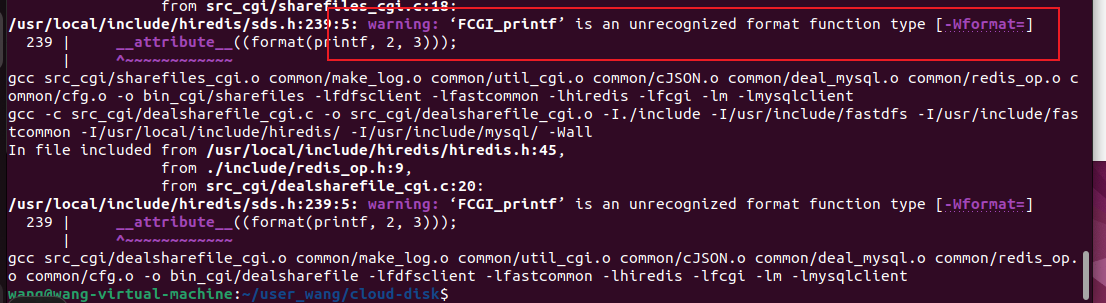 from src_cgi/sharefiles_cgi.c:18:
/usr/local/include/hiredis/sds.h:239:5: warning: ‘FCGI_printf’ is an unrecognized format function type [-Wformat=]
239 |     __attribute__((format(printf, 2, 3)));
|     ^~~~~~~~~~~~~
gcc src_cgi/sharefiles_cgi.o common/make_log.o common/util_cgi.o common/cJSON.o common/deal_mysql.o common/redis_op.o c
ommon/cfg.o -o bin_cgi/sharefiles -lfdfsclient -lfastcommon -lhiredis -lfcgi -lm -lmysqlclient
gcc -c src_cgi/dealsharefile_cgi.c -o src_cgi/dealsharefile_cgi.o -I./include -I/usr/include/fastdfs -I/usr/include/fas
tcommon -I/usr/local/include/hiredis/ -I/usr/include/mysql/ -Wall
In file included from /usr/local/include/hiredis/hiredis.h:45,
from ./include/redis_op.h:9,
from src_cgi/dealsharefile_cgi.c:20:
/usr/local/include/hiredis/sds.h:239:5: warning: ‘FCGI_printf’ is an unrecognized format function type [-Wformat=]
239 |     __attribute__((format(printf, 2, 3)));
|     ^~~~~~~~~~~~~
gcc src_cgi/dealsharefile_cgi.o common/make_log.o common/util_cgi.o common/cJSON.o common/deal_mysql.o common/redis_op.
o common/cfg.o -o bin_cgi/dealsharefile -lfdfsclient -lfastcommon -lhiredis -lfcgi -lm -lmysqlclient
wang@wang-virtual-machine:~/user_wang/cloud-disk$